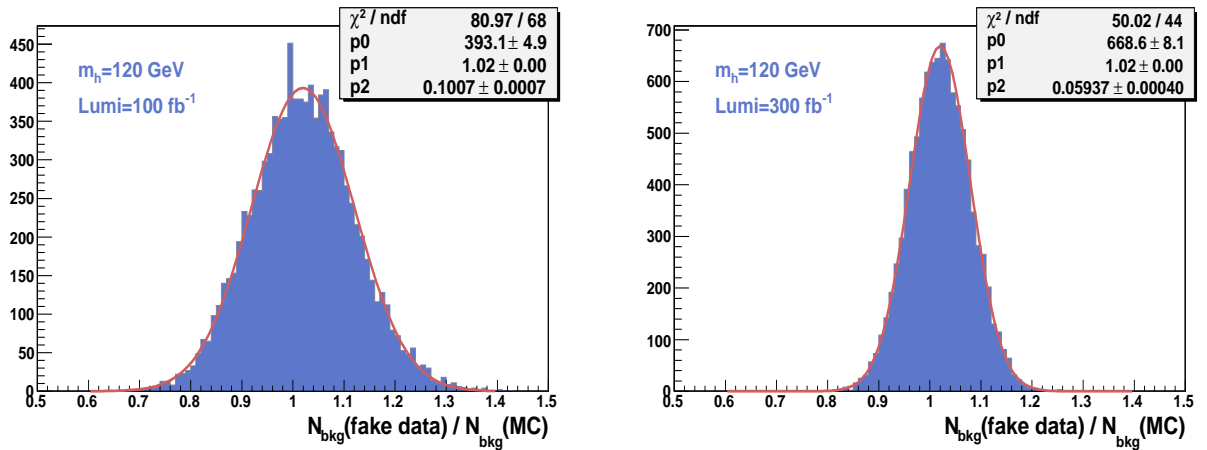 χ² / ndf 80.97 / 68
p0 393.1 ± 4.9
p1 1.02 ± 0.00
p2 0.1007 ± 0.0007
m_h=120 GeV
Lumi=100 fb⁻¹
450
400
350
300
250
200
150
100
50
0
0.5 0.6 0.7 0.8 0.9 1 1.1 1.2 1.3 1.4 1.5
N_bkg(fake data) / N_bkg(MC)
χ² / ndf 50.02 / 44
p0 668.6 ± 8.1
p1 1.02 ± 0.00
p2 0.05937 ± 0.00040
m_h=120 GeV
Lumi=300 fb⁻¹
700
600
500
400
300
200
100
0
0.5 0.6 0.7 0.8 0.9 1 1.1 1.2 1.3 1.4 1.5
N_bkg(fake data) / N_bkg(MC)